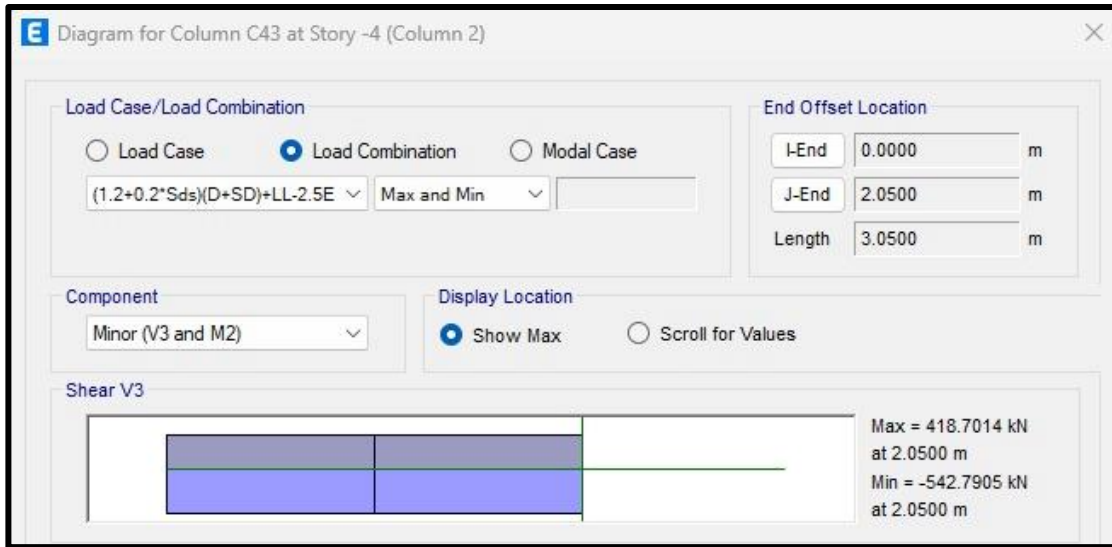 E Diagram for Column C43 at Story -4 (Column 2)
Load Case/Load Combination
Load Case Load Combination Modal Case
(1.2+0.2*Sds)(D+SD)+LL-2.5E Max and Min
End Offset Location
I-End 0.0000 m
J-End 2.0500 m
Length 3.0500 m
Component
Minor (V3 and M2)
Display Location
Show Max Scroll for Values
Shear V3
Max = 418.7014 kN
at 2.0500 m
Min = -542.7905 kN
at 2.0500 m